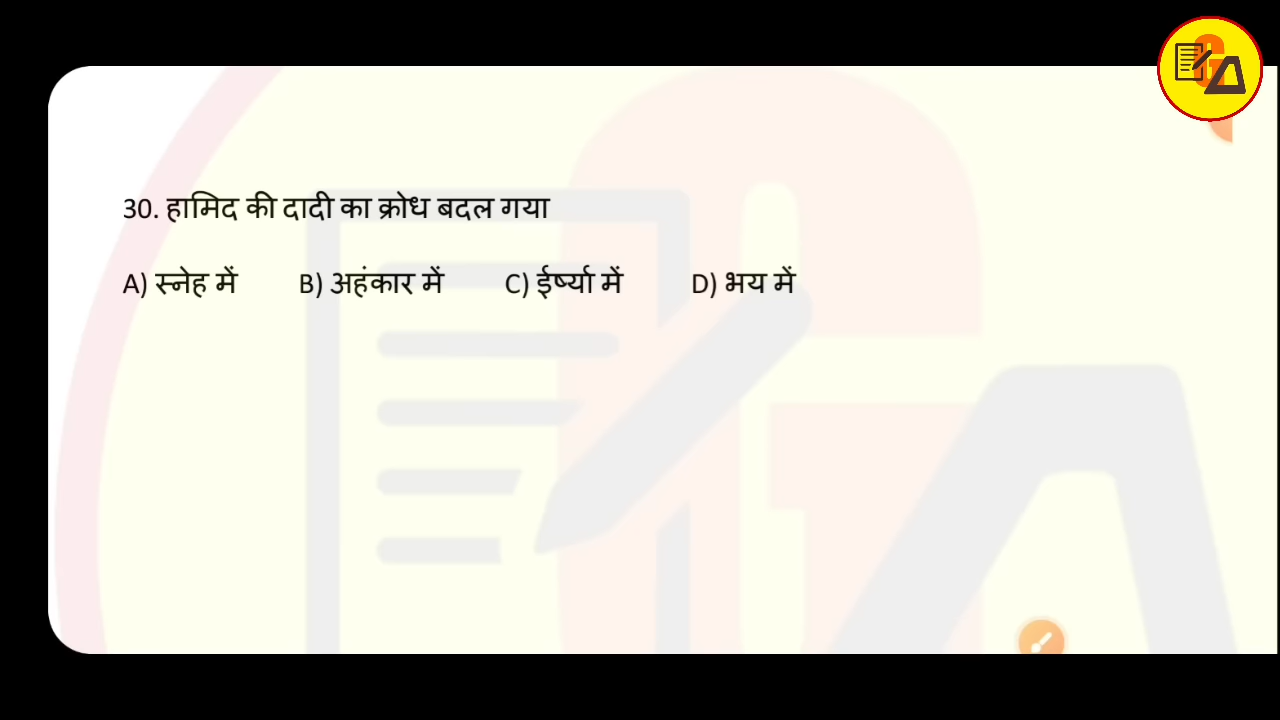 30. हामिद की दादी का क्रोध बदल गया
A) स्नेह में B) अहंकार में C) ईर्ष्या में D) भय में